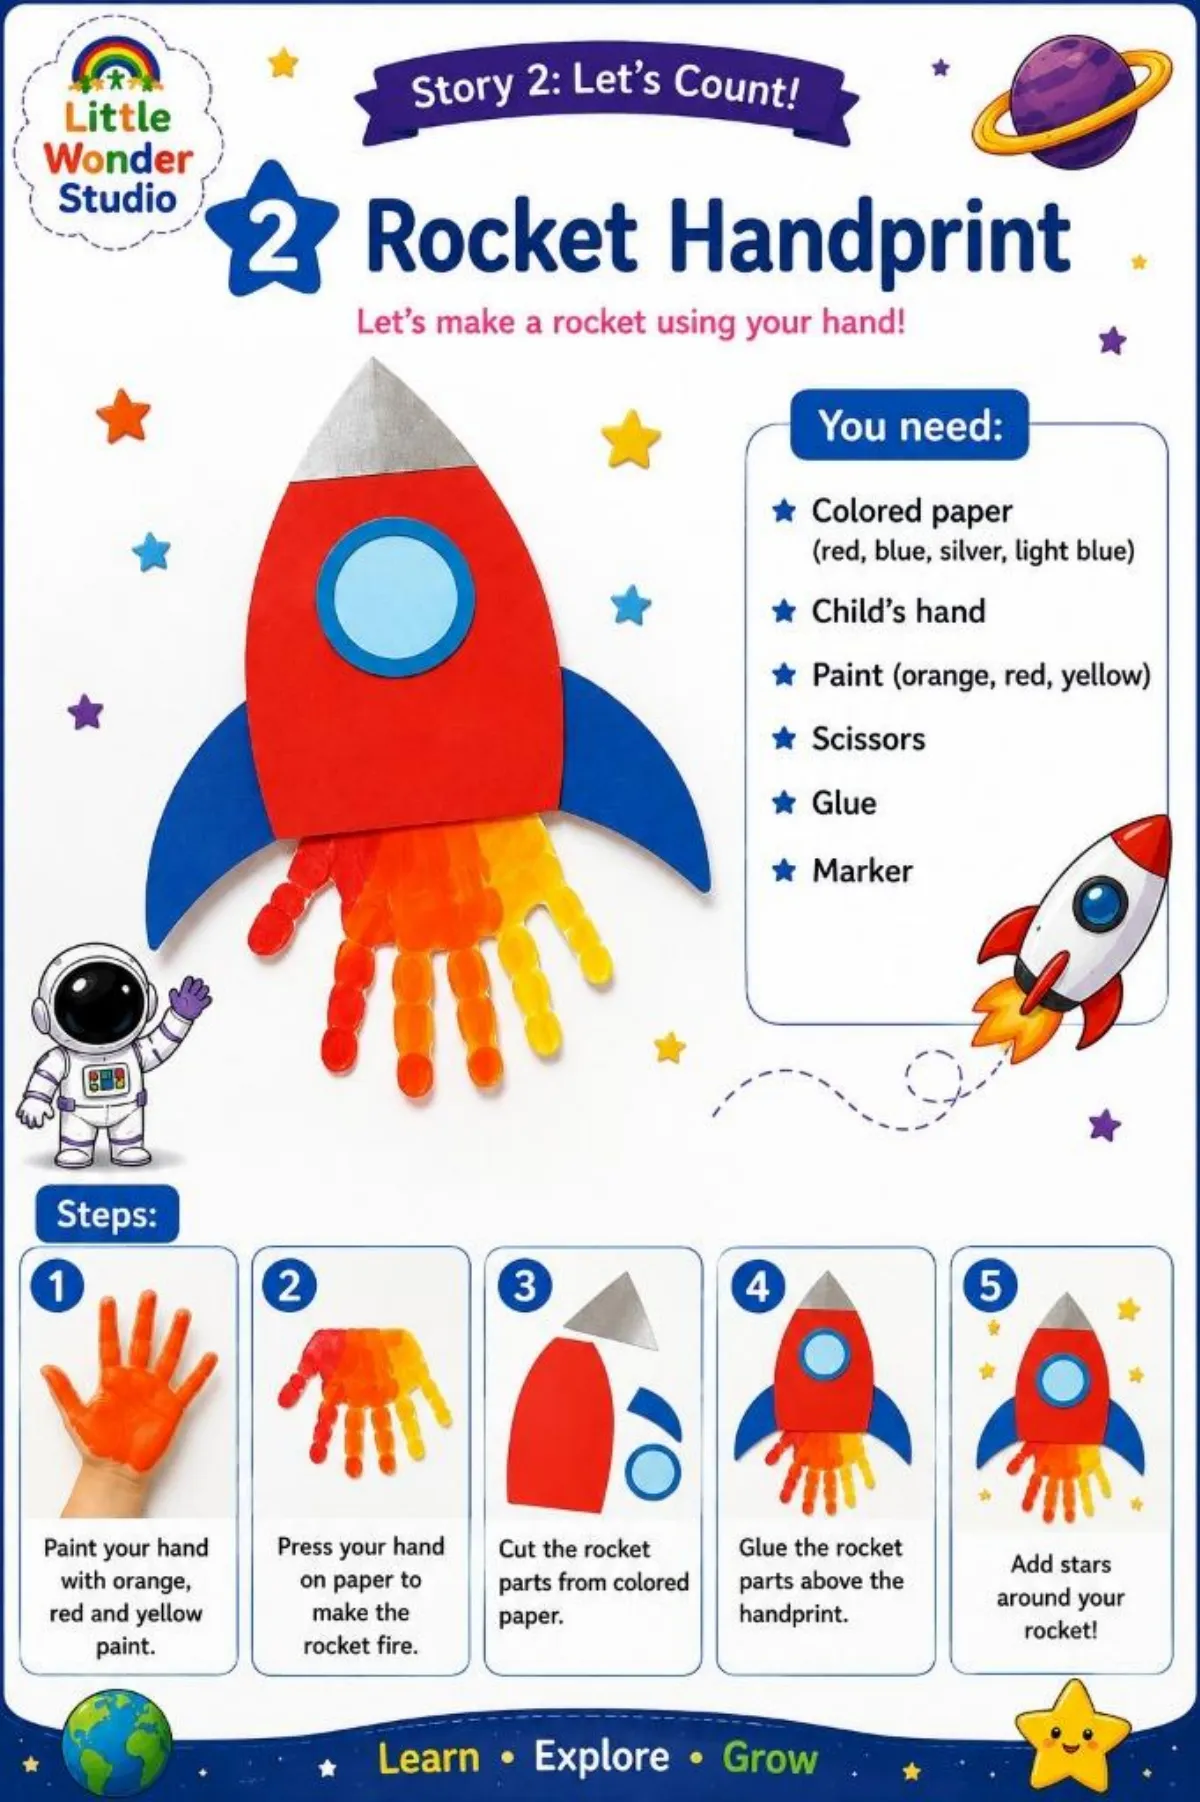 Little
Wonder
Studio
Story 2: Let's Count!
2
Rocket Handprint
Let's make a rocket using your hand!
You need:
Colored paper
(red, blue, silver, light blue)
Child's hand
Paint (orange, red, yellow)
Scissors
Glue
Marker
Steps:
1
Paint your hand
with orange,
red and yellow
paint.
2
Press your hand
on paper to
make the
rocket fire.
3
Cut the rocket
parts from colored
paper.
4
Glue the rocket
parts above the
handprint.
5
Add stars
around your
rocket!
Learn • Explore • Grow